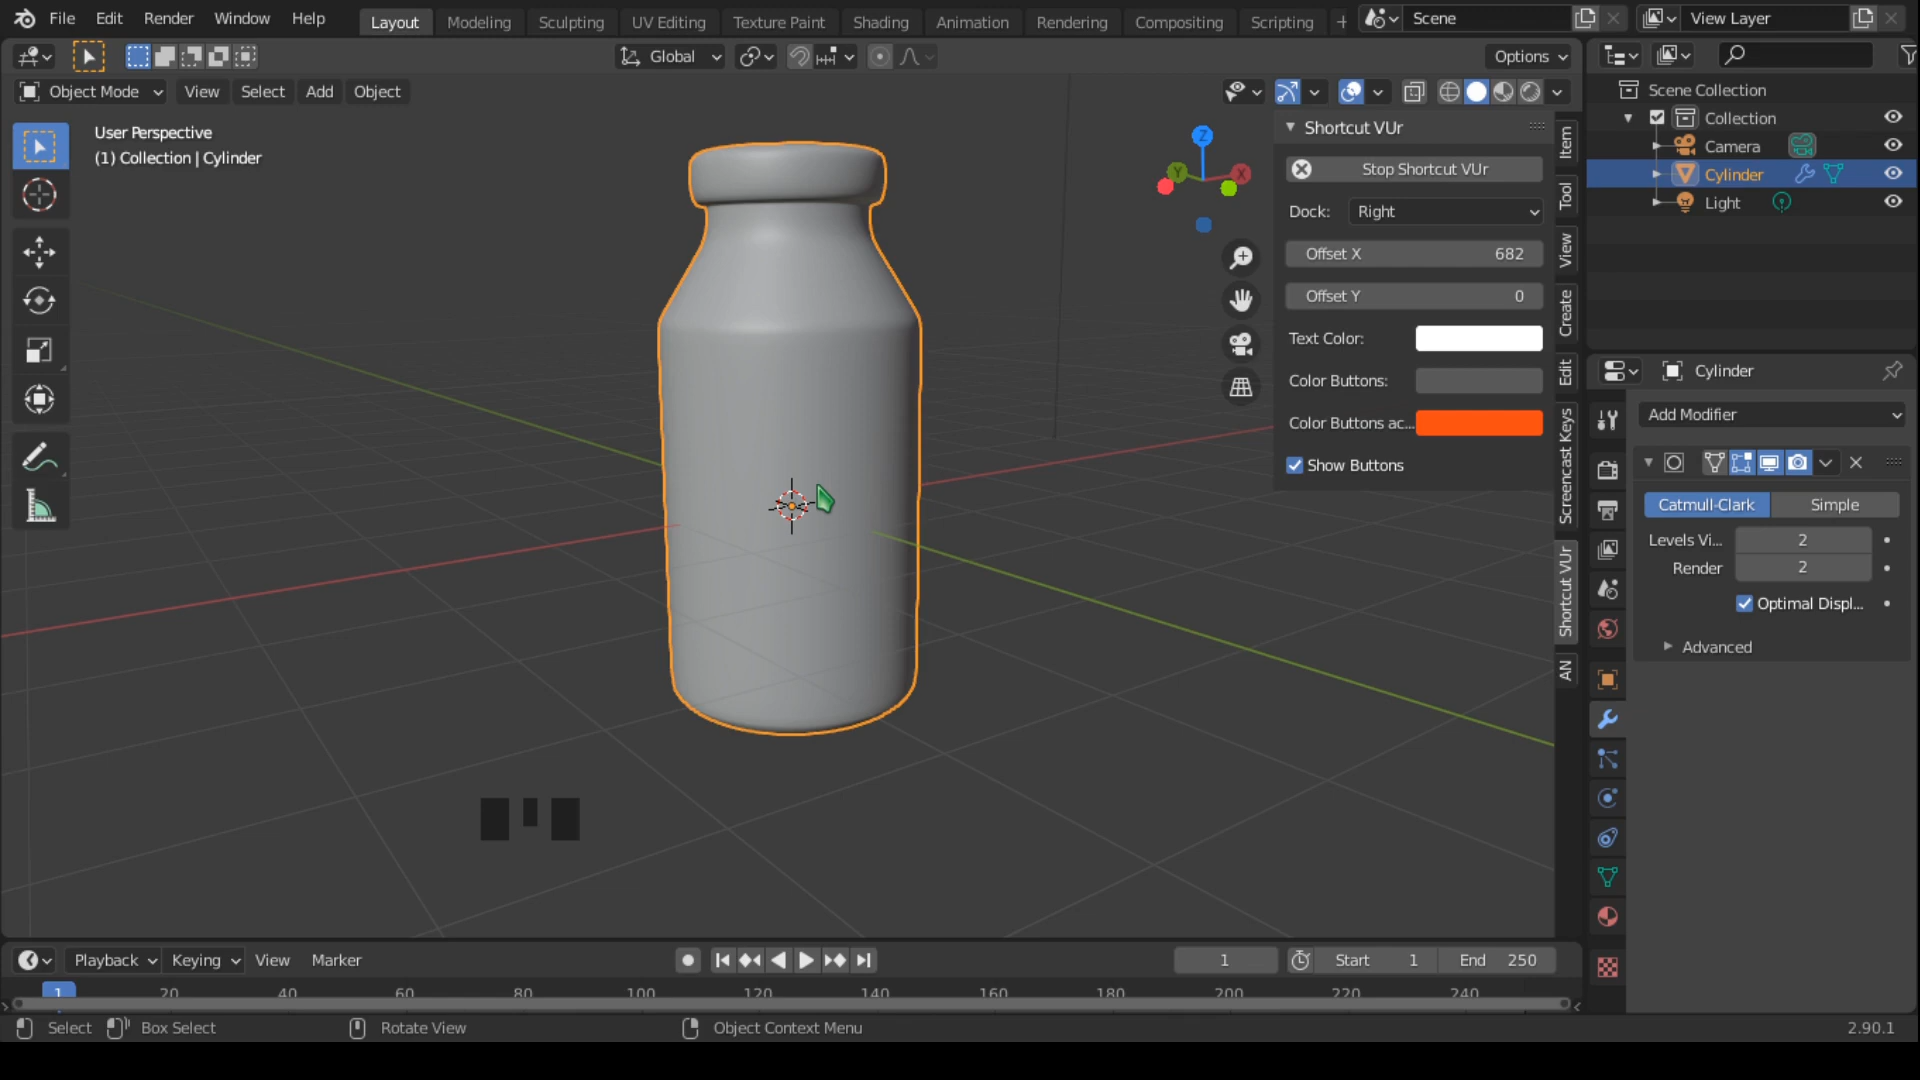 File Edit Render Window Help
Layout Modeling Sculpting UV Editing Texture Paint Shading Animation Rendering Compositing Scripting
Scene
View Layer
Global
Options
Object Mode View Select Add Object
User Perspective
(1) Collection | Cylinder
Z
Y
X
Shortcut VUr
Stop Shortcut VUr
Dock: Right
Offset X 682
Offset Y 0
Text Color:
Color Buttons:
Color Buttons ac...
Show Buttons
Item
Tool
View
Create
Edit
Screencast Keys
Shortcut VUr
AN
Scene Collection
Collection
Camera
Cylinder
Light
Cylinder
Add Modifier
Catmull-Clark Simple
Levels Vi... 2
Render 2
Optimal Displ...
Advanced
Playback Keying View Marker
1
Start 1
End 250
1 20 40 60 80 100 120 140 160 180 200 220 240
Select Box Select Rotate View Object Context Menu
2.90.1